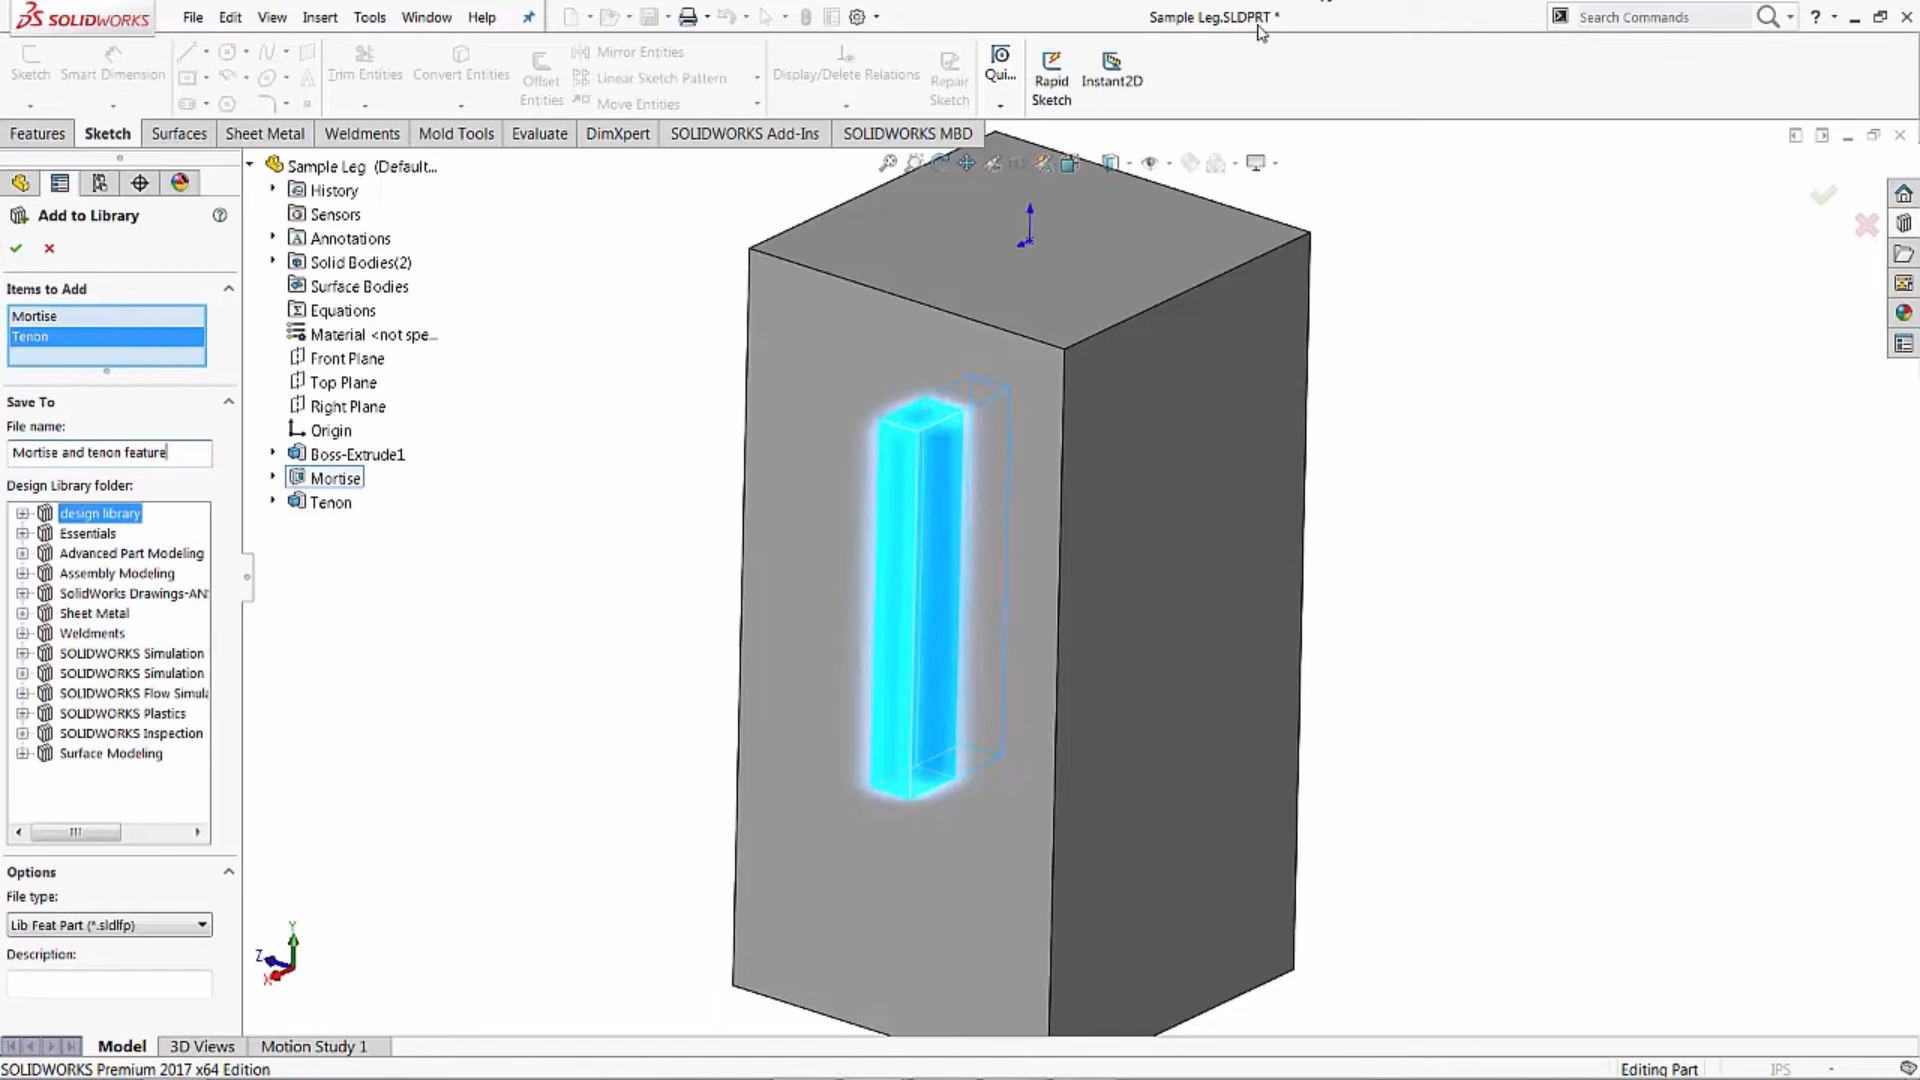 SOLIDWORKS
File Edit View Insert Tools Window Help
Sample Leg.SLDPRT *
Search Commands
?
Sketch
Smart Dimension
Trim Entities
Convert Entities
Offset Entities
Mirror Entities
Linear Sketch Pattern
Move Entities
Display/Delete Relations
Repair Sketch
Qui...
Rapid Sketch
Instant2D
Features Sketch Surfaces Sheet Metal Weldments Mold Tools Evaluate DimXpert SOLIDWORKS Add-Ins SOLIDWORKS MBD
Add to Library
Items to Add
Mortise
Tenon
Save To
File name:
Mortise and tenon feature
Design Library folder:
design library
Essentials
Advanced Part Modeling
Assembly Modeling
SolidWorks Drawings-AN
Sheet Metal
Weldments
SOLIDWORKS Simulation
SOLIDWORKS Simulation
SOLIDWORKS Flow Simula
SOLIDWORKS Plastics
SOLIDWORKS Inspection
Surface Modeling
Options
File type:
Lib Feat Part (*.sldlfp)
Description:
Sample Leg (Default...
History
Sensors
Annotations
Solid Bodies(2)
Surface Bodies
Equations
Material <not spe...
Front Plane
Top Plane
Right Plane
Origin
Boss-Extrude1
Mortise
Tenon
Y
Z
X
Model 3D Views Motion Study 1
SOLIDWORKS Premium 2017 x64 Edition
Editing Part
IPS